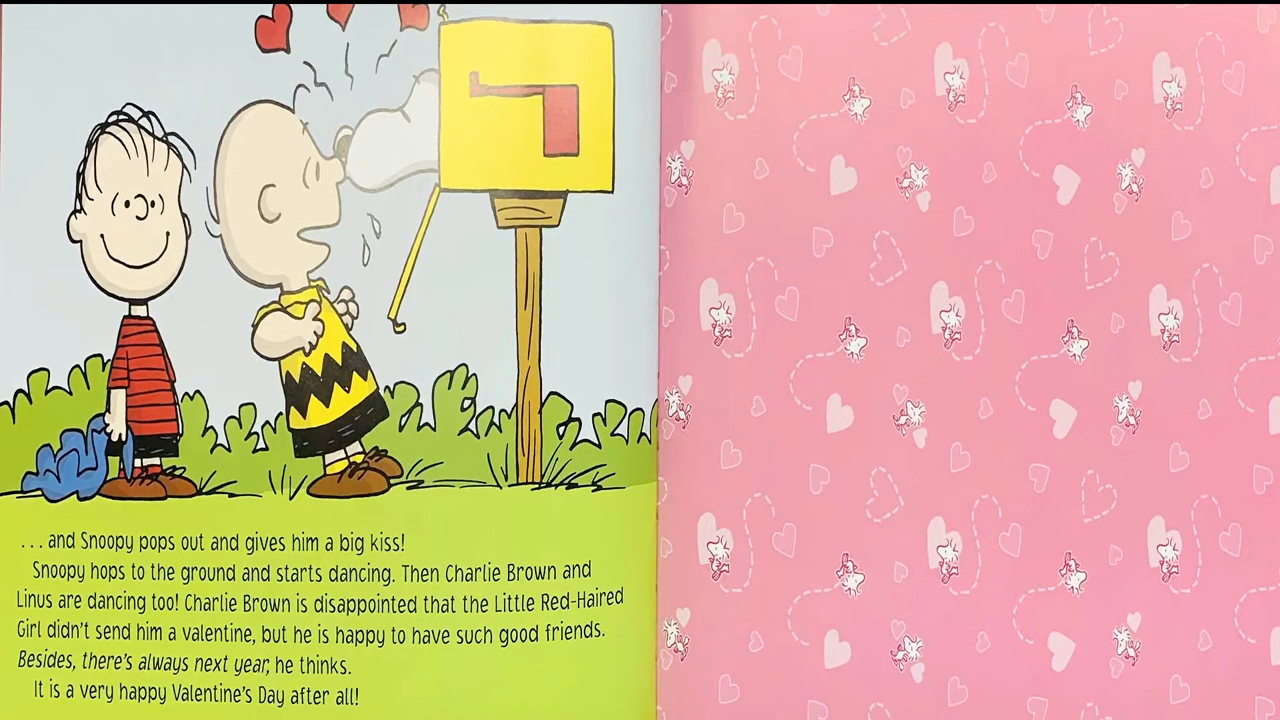 . . . and Snoopy pops out and gives him a big kiss!
Snoopy hops to the ground and starts dancing. Then Charlie Brown and
Linus are dancing too! Charlie Brown is disappointed that the Little Red-Haired
Girl didn't send him a valentine, but he is happy to have such good friends.
Besides, there's always next year, he thinks.
It is a very happy Valentine's Day after all!